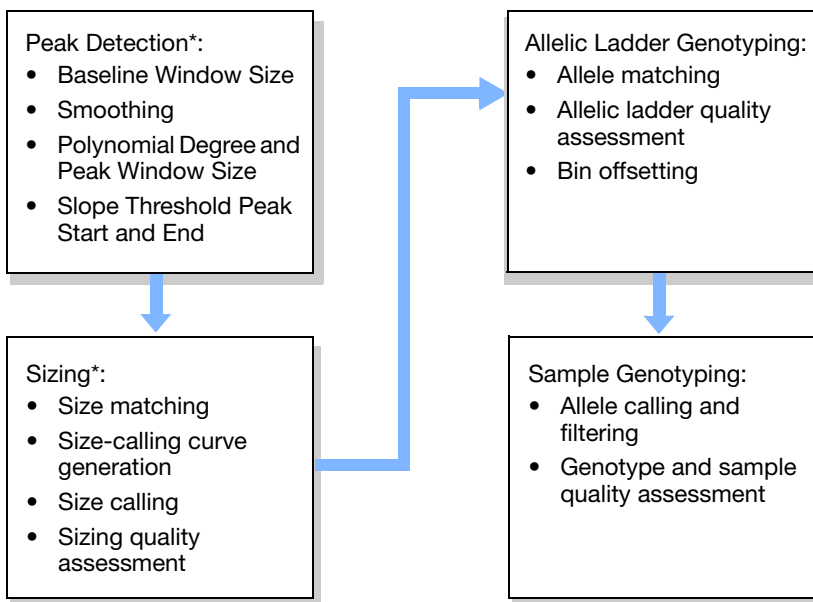 Peak Detection*:
• Baseline Window Size
• Smoothing
• Polynomial Degree and
Peak Window Size
• Slope Threshold Peak
Start and End
Sizing*:
• Size matching
• Size-calling curve
generation
• Size calling
• Sizing quality
assessment
Allelic Ladder Genotyping:
• Allele matching
• Allelic ladder quality
assessment
• Bin offsetting
Sample Genotyping:
• Allele calling and
filtering
• Genotype and sample
quality assessment